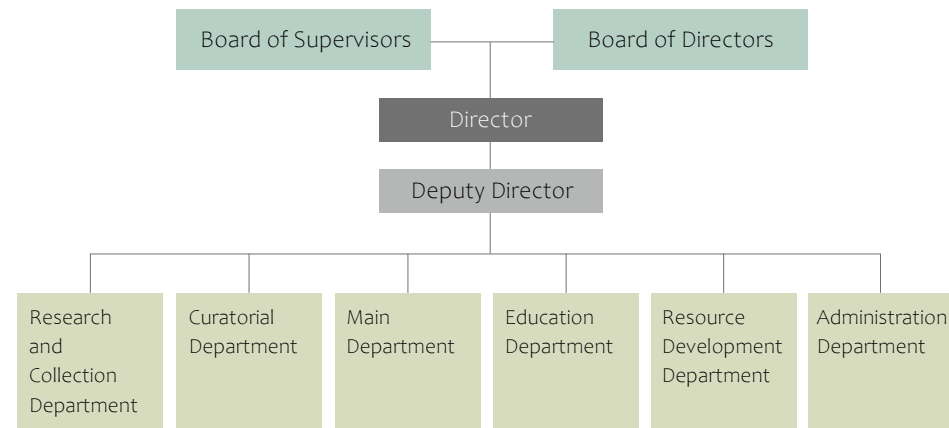 Board of Supervisors
Board of Directors
Director
Deputy Director
Research
and
Collection
Department
Curatorial
Department
Main
Department
Education
Department
Resource
Development
Department
Administration
Department